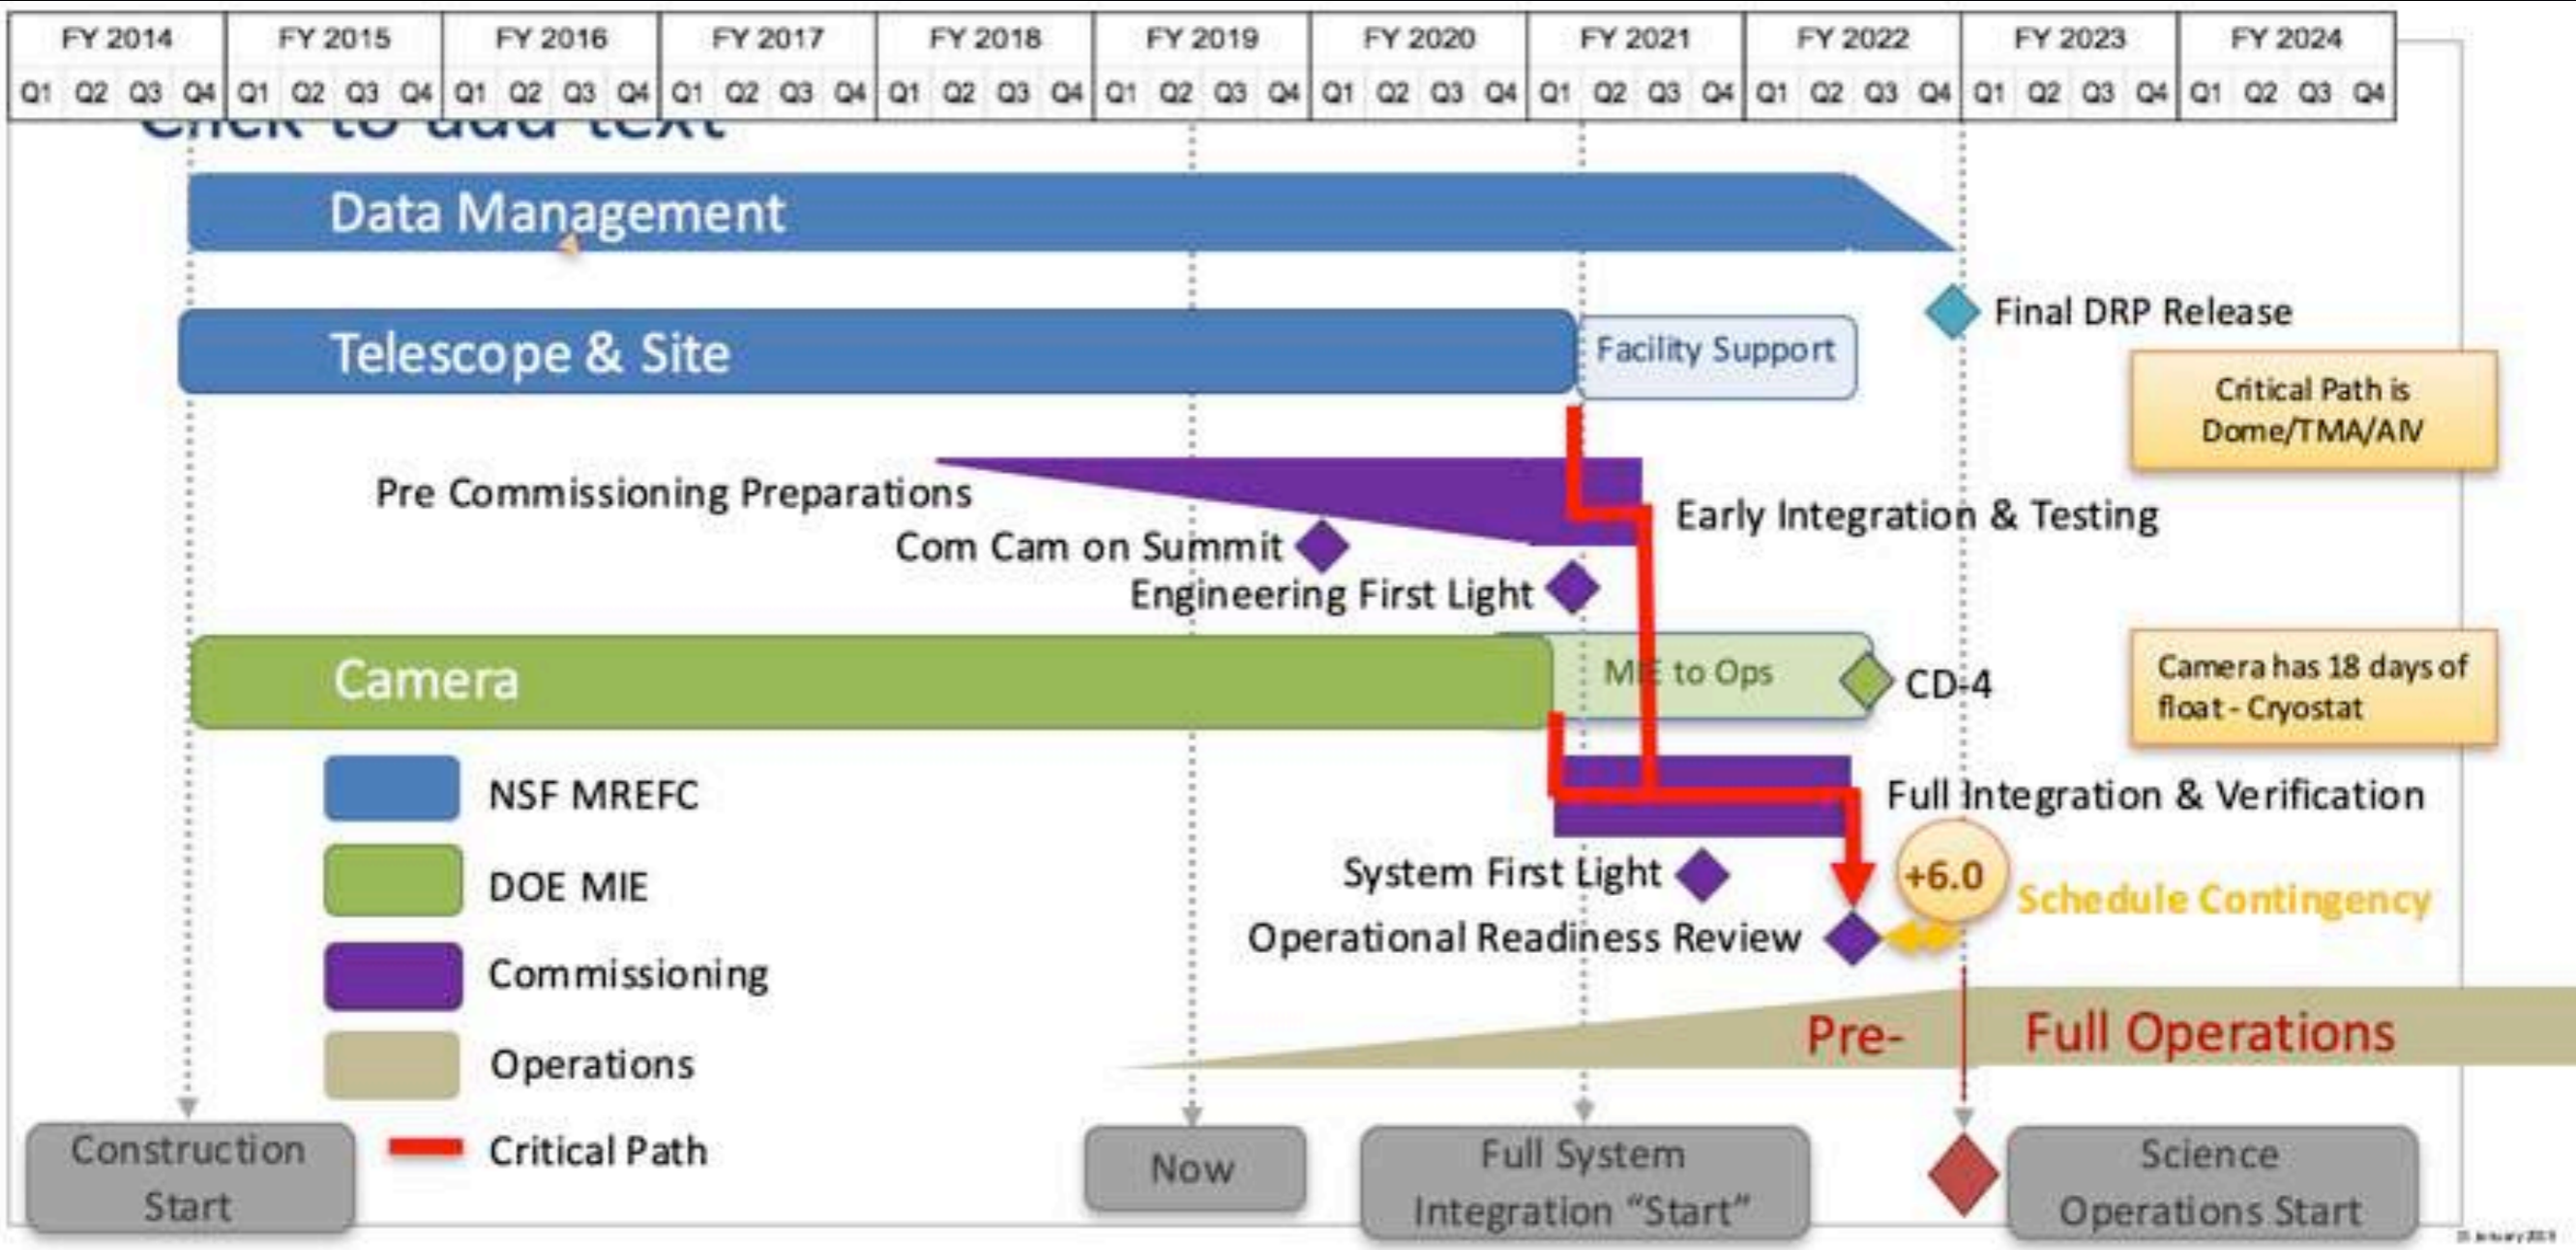 FY 2014 FY 2015 FY 2016 FY 2017 FY 2018 FY 2019 FY 2020 FY 2021 FY 2022 FY 2023 FY 2024
Q1 Q2 Q3 Q4 Q1 Q2 Q3 Q4 Q1 Q2 Q3 Q4 Q1 Q2 Q3 Q4 Q1 Q2 Q3 Q4 Q1 Q2 Q3 Q4 Q1 Q2 Q3 Q4 Q1 Q2 Q3 Q4 Q1 Q2 Q3 Q4 Q1 Q2 Q3 Q4 Q1 Q2 Q3 Q4
Click to add text
Data Management
Final DRP Release
Telescope & Site
Facility Support
Critical Path is
Dome/TMA/AIV
Pre Commissioning Preparations
Early Integration & Testing
Com Cam on Summit
Engineering First Light
Camera
MIE to Ops
CD-4
Camera has 18 days of
float - Cryostat
NSF MREFC
Full Integration & Verification
DOE MIE
System First Light
+6.0
Schedule Contingency
Operational Readiness Review
Commissioning
Operations
Pre-
Full Operations
Critical Path
Construction
Start
Now
Full System
Integration “Start”
Science
Operations Start